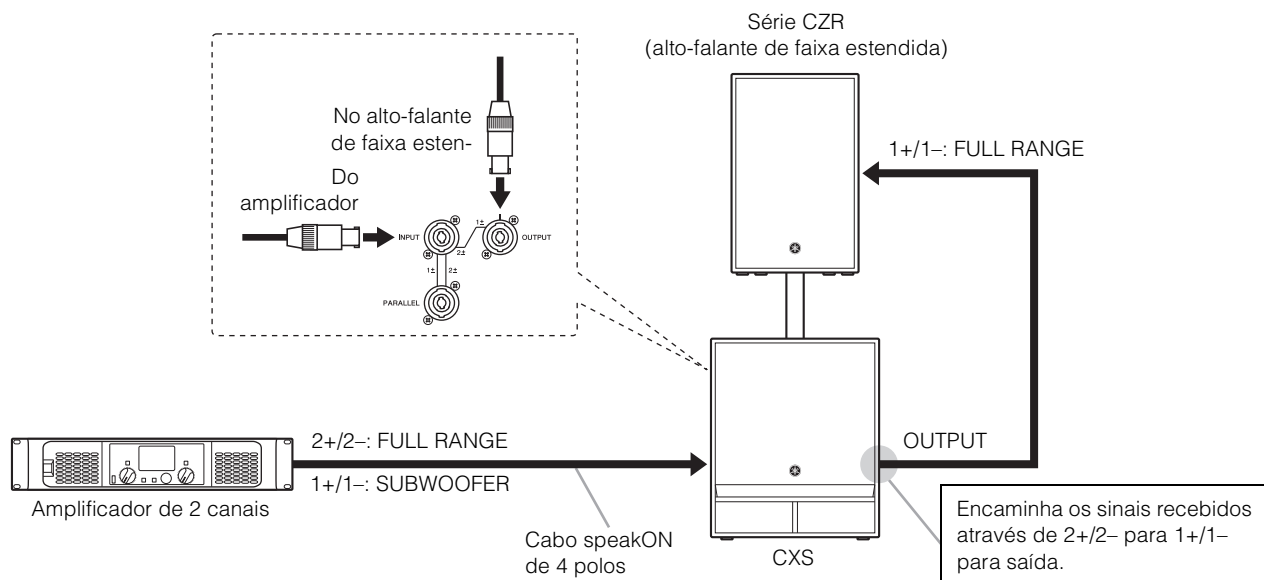 Série CZR
(alto-falante de faixa estendida)
No alto-falante
de faixa esten-
Do
amplificador
1+/1–: FULL RANGE
INPUT
1±
OUTPUT
2±
1±
2±
PARALLEL
2+/2–: FULL RANGE
1+/1–: SUBWOOFER
OUTPUT
Amplificador de 2 canais
Cabo speakON
de 4 polos
CXS
Encaminha os sinais recebidos
através de 2+/2– para 1+/1–
para saída.